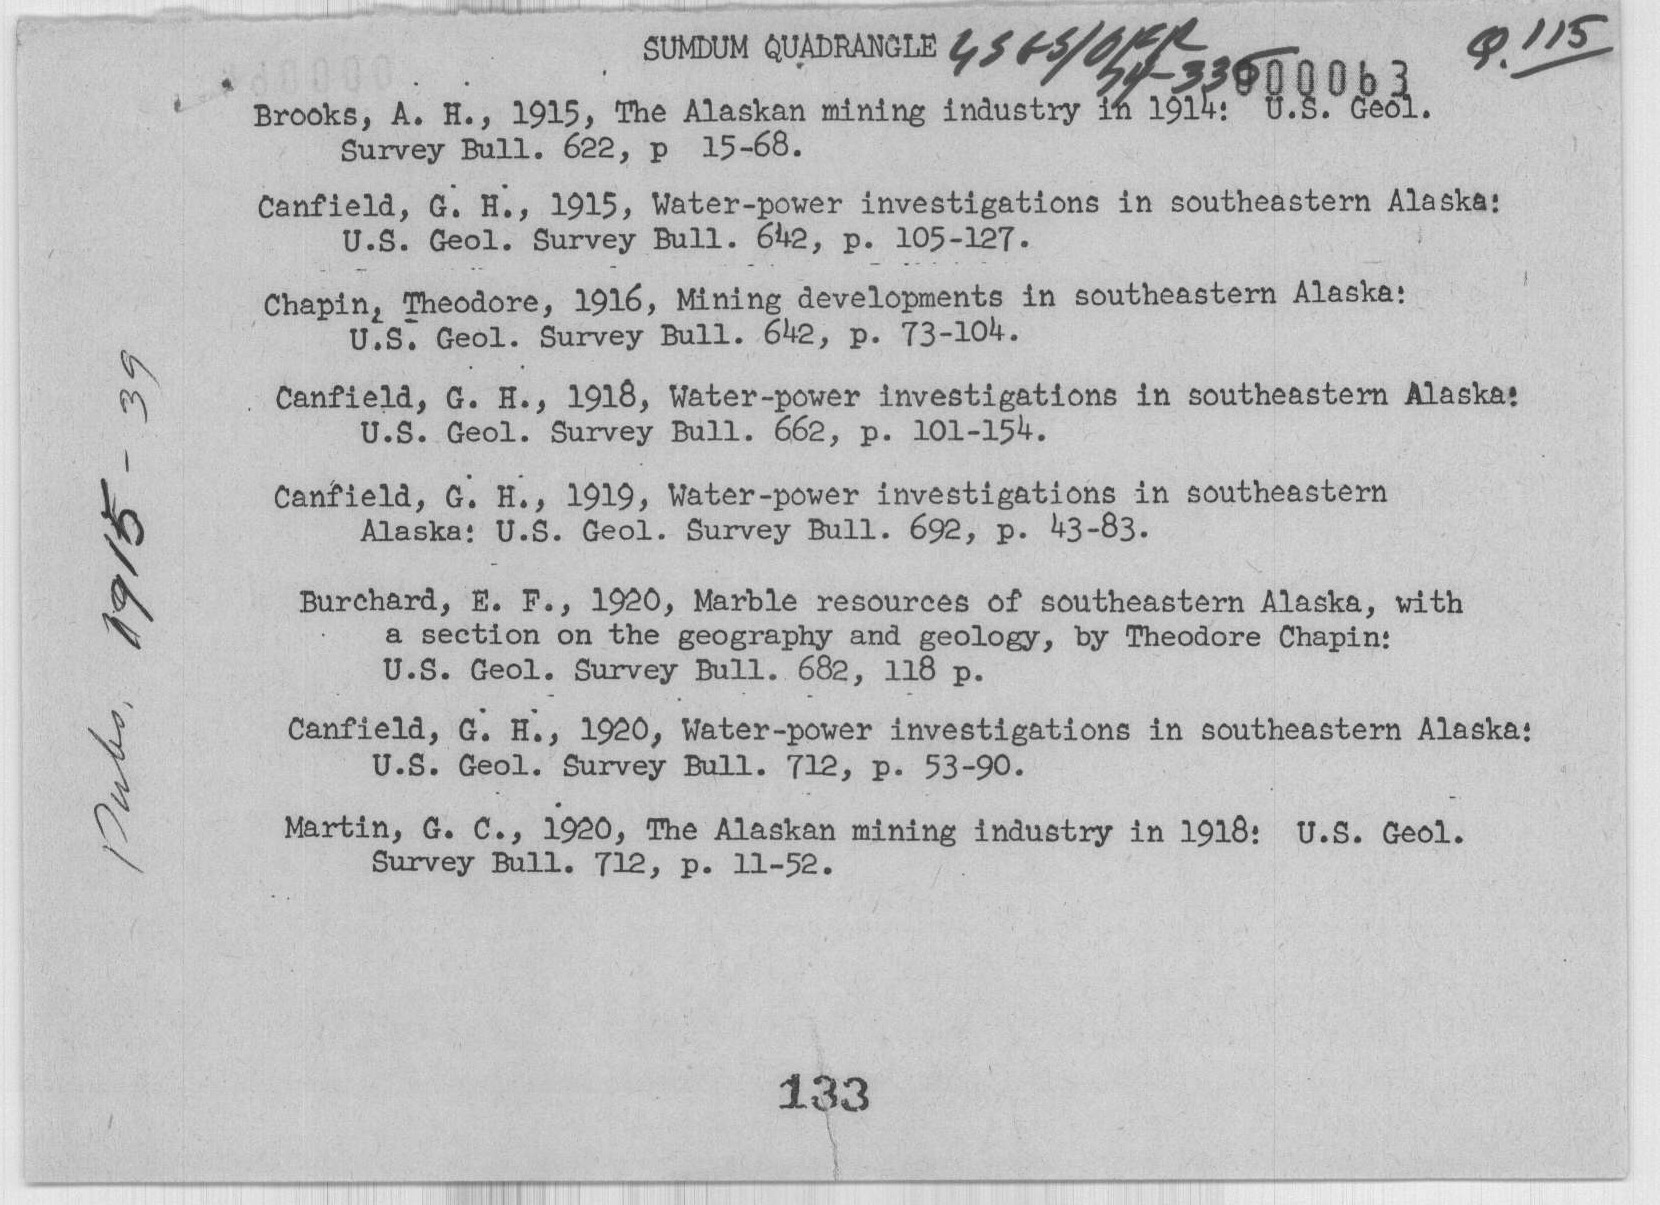 SUMDUM QUADRANGLE USGS/OFR
74-335
000063
Q. 115
Brooks, A. H., 1915, The Alaskan mining industry in 1914: U.S. Geol.
Survey Bull. 622, p 15-68.
Canfield, G. H., 1915, Water-power investigations in southeastern Alaska:
U.S. Geol. Survey Bull. 642, p. 105-127.
Chapin, Theodore, 1916, Mining developments in southeastern Alaska:
U.S. Geol. Survey Bull. 642, p. 73-104.
Canfield, G. H., 1918, Water-power investigations in southeastern Alaska:
U.S. Geol. Survey Bull. 662, p. 101-154.
Canfield, G. H., 1919, Water-power investigations in southeastern
Alaska: U.S. Geol. Survey Bull. 692, p. 43-83.
Burchard, E. F., 1920, Marble resources of southeastern Alaska, with
a section on the geography and geology, by Theodore Chapin:
U.S. Geol. Survey Bull. 682, 118 p.
Canfield, G. H., 1920, Water-power investigations in southeastern Alaska:
U.S. Geol. Survey Bull. 712, p. 53-90.
Martin, G. C., 1920, The Alaskan mining industry in 1918: U.S. Geol.
Survey Bull. 712, p. 11-52.
Pubs. 1915-39
133